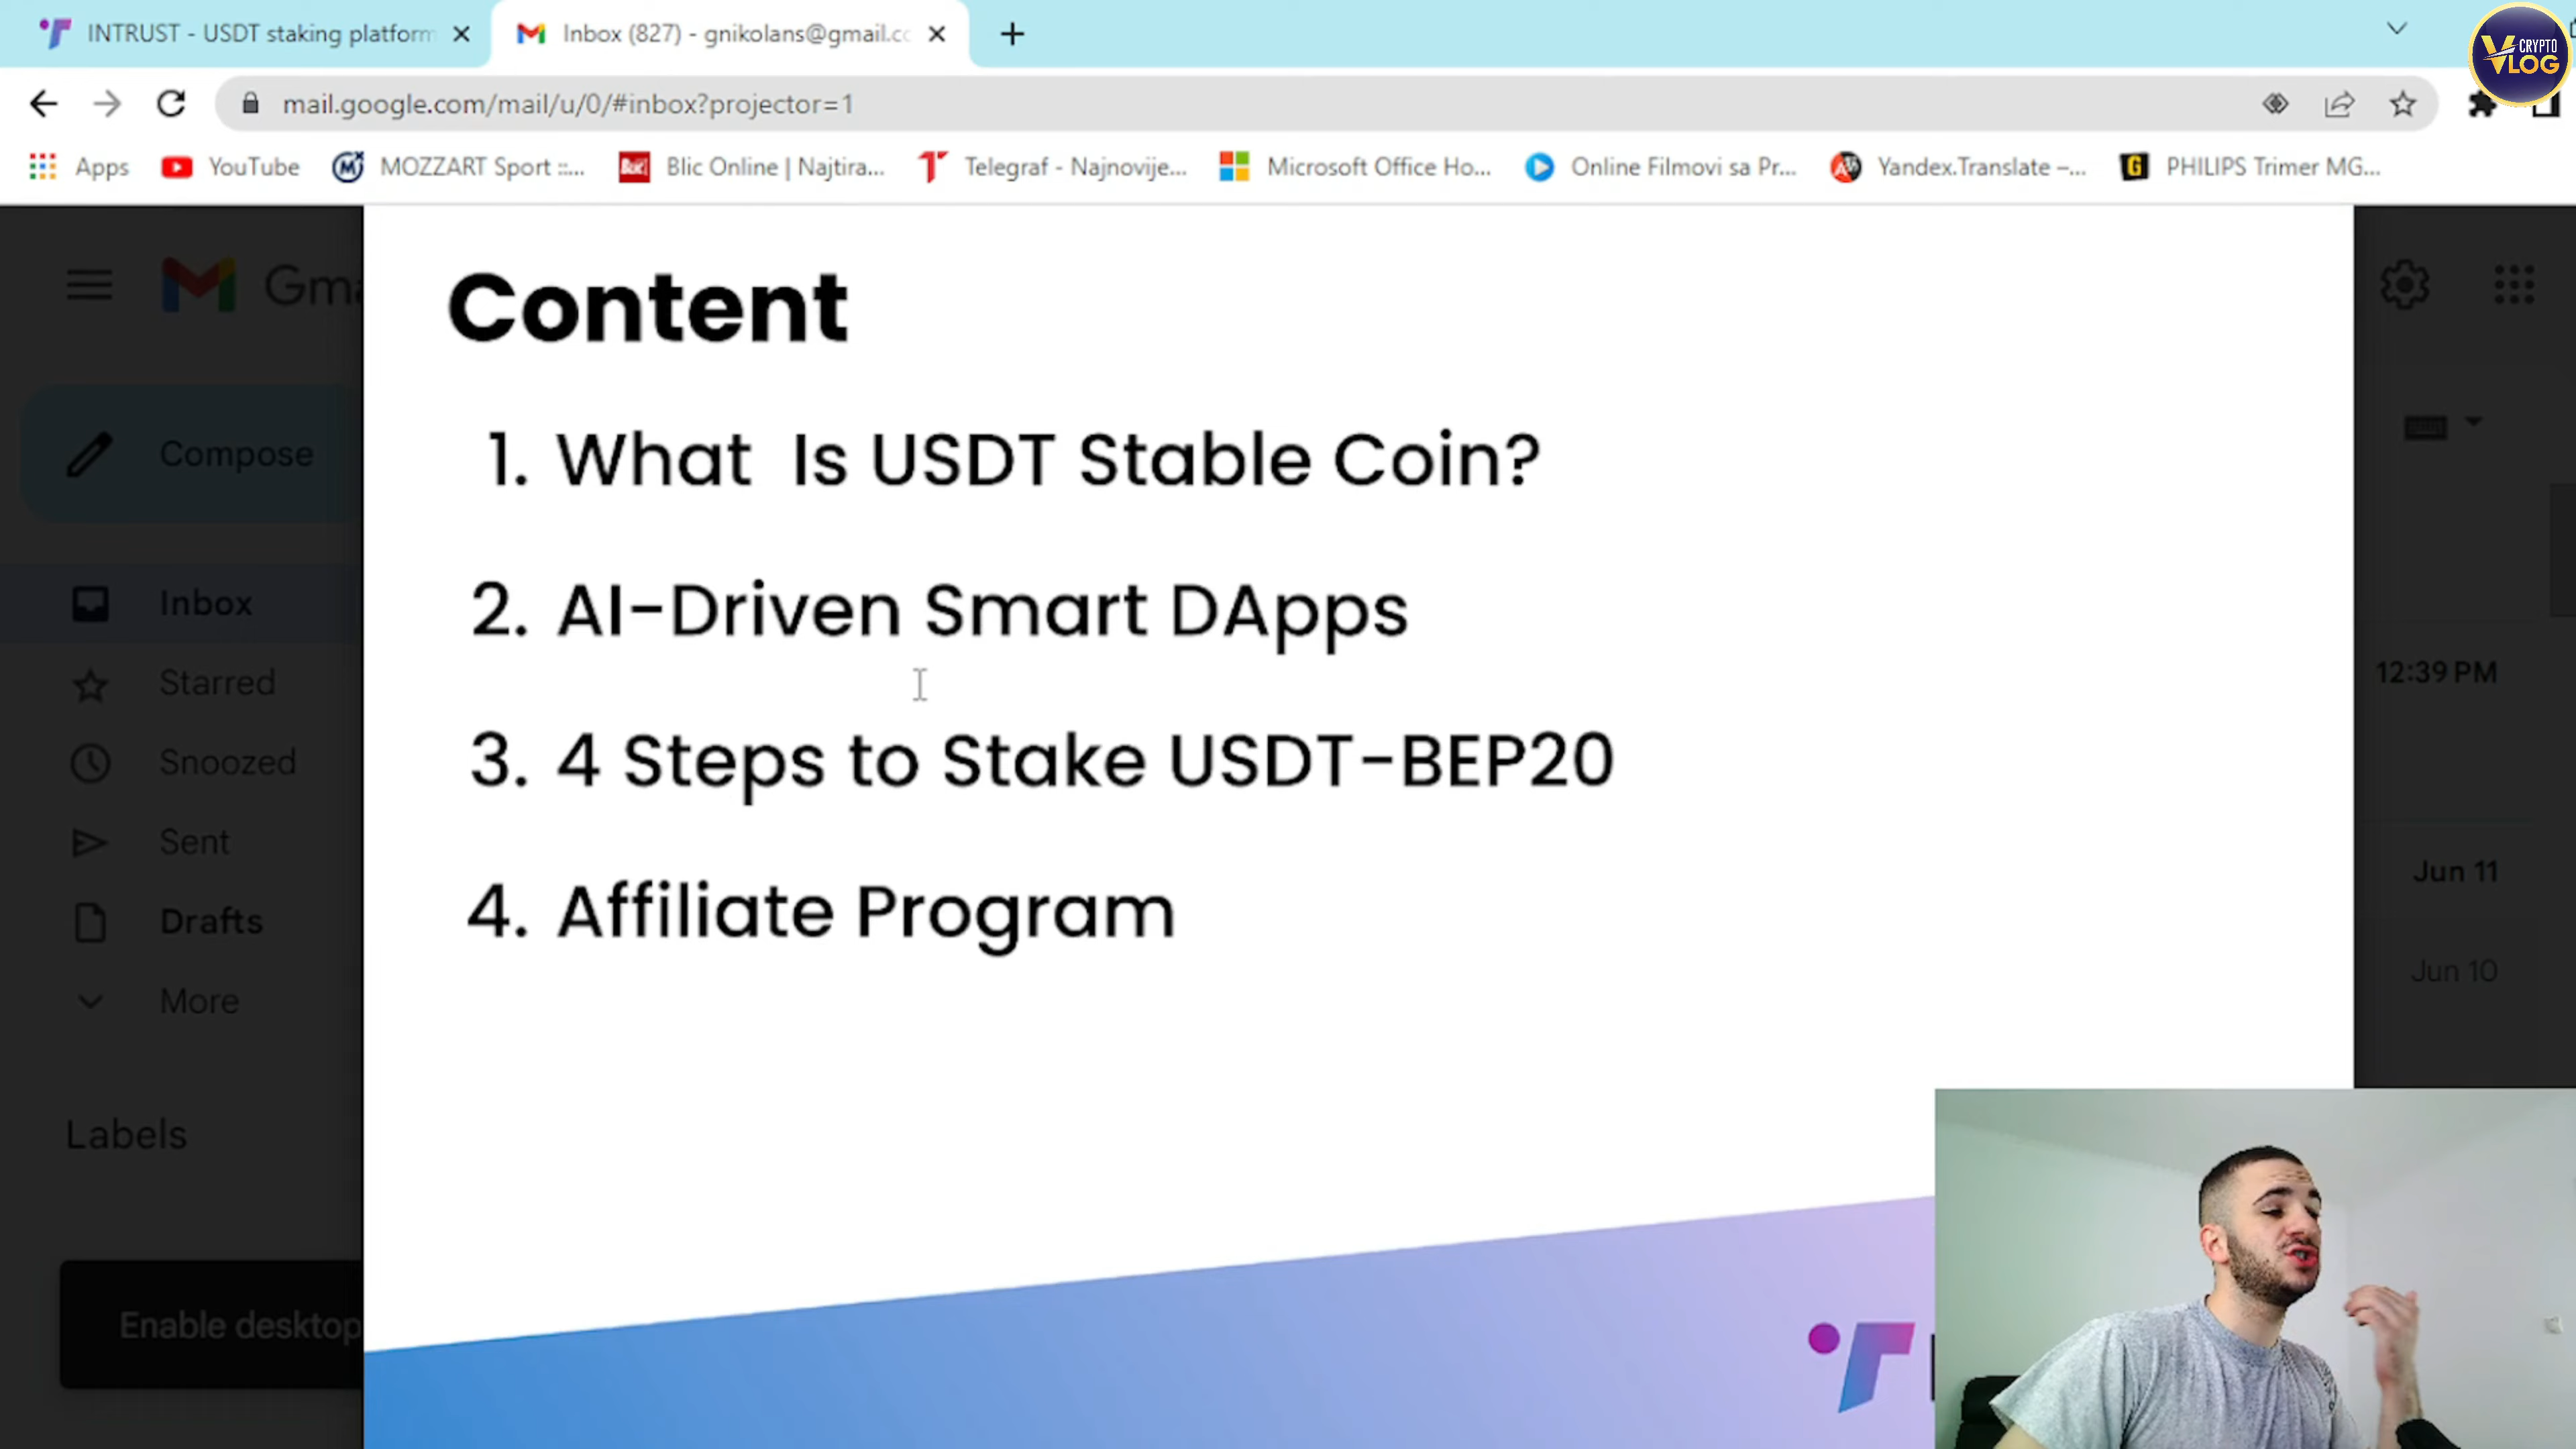 INTRUST - USDT staking platform
Inbox (827) - gnikolans@gmail.cc
CRYPTO
VLOG
mail.google.com/mail/u/0/#inbox?projector=1
Apps
YouTube
MOZZART Sport ::...
Blic Online | Najtira...
Telegraf - Najnovije...
Microsoft Office Ho...
Online Filmovi sa Pr...
Yandex.Translate –...
PHILIPS Trimer MG...
Gma
Compose
Inbox
Starred
Snoozed
Sent
Drafts
More
Labels
Enable desktop
Content
1. What Is USDT Stable Coin?
2. AI-Driven Smart DApps
3. 4 Steps to Stake USDT-BEP20
4. Affiliate Program
12:39 PM
Jun 11
Jun 10